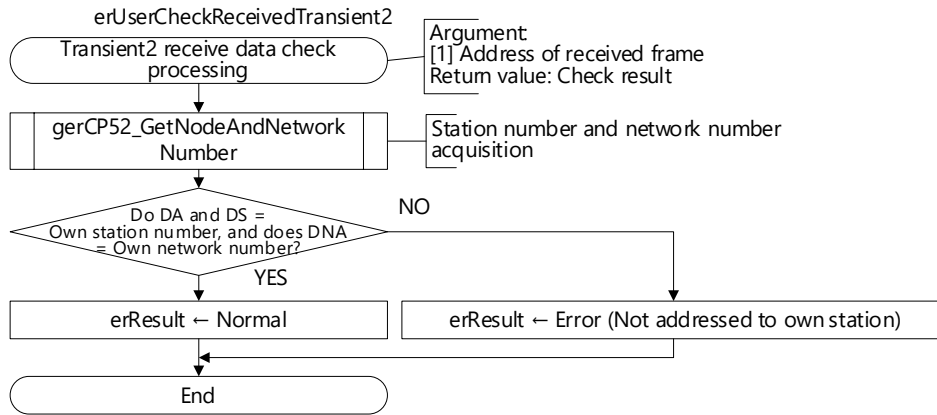 erUserCheckReceivedTransient2
Transient2 receive data check
processing
Argument:
[1] Address of received frame
Return value: Check result
gerCP52_GetNodeAndNetwork
Number
Station number and network number
acquisition
Do DA and DS =
Own station number, and does DNA
= Own network number?
NO
YES
erResult ← Normal
erResult ← Error (Not addressed to own station)
End